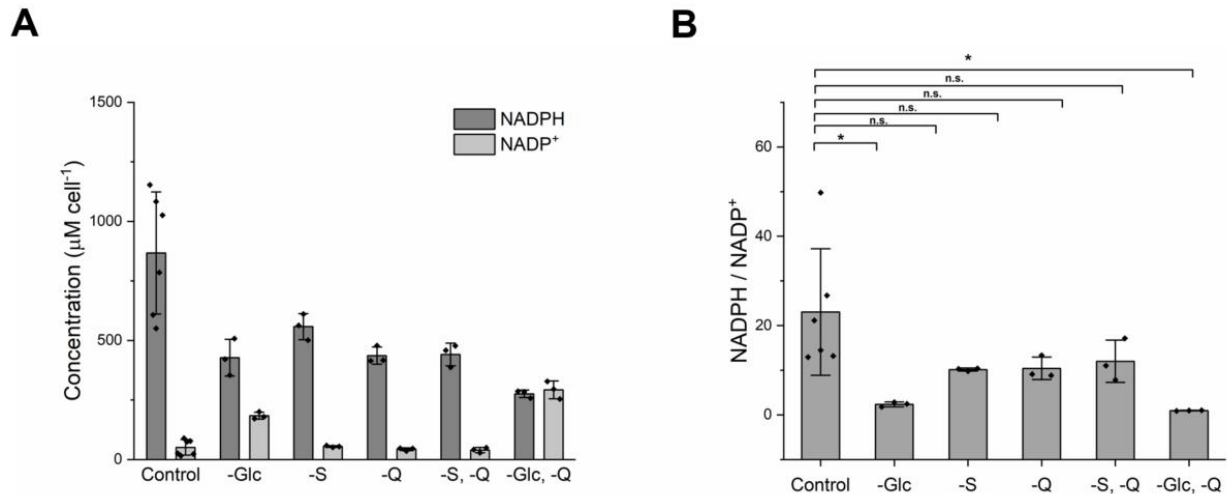 A
Concentration (μM cell⁻¹)
1500
1000
500
0
NADPH
NADP⁺
Control -Glc -S -Q -S, -Q -Glc, -Q
B
NADPH / NADP⁺
60
40
20
0
*
n.s.
n.s.
n.s.
n.s.
*
Control -Glc -S -Q -S, -Q -Glc, -Q